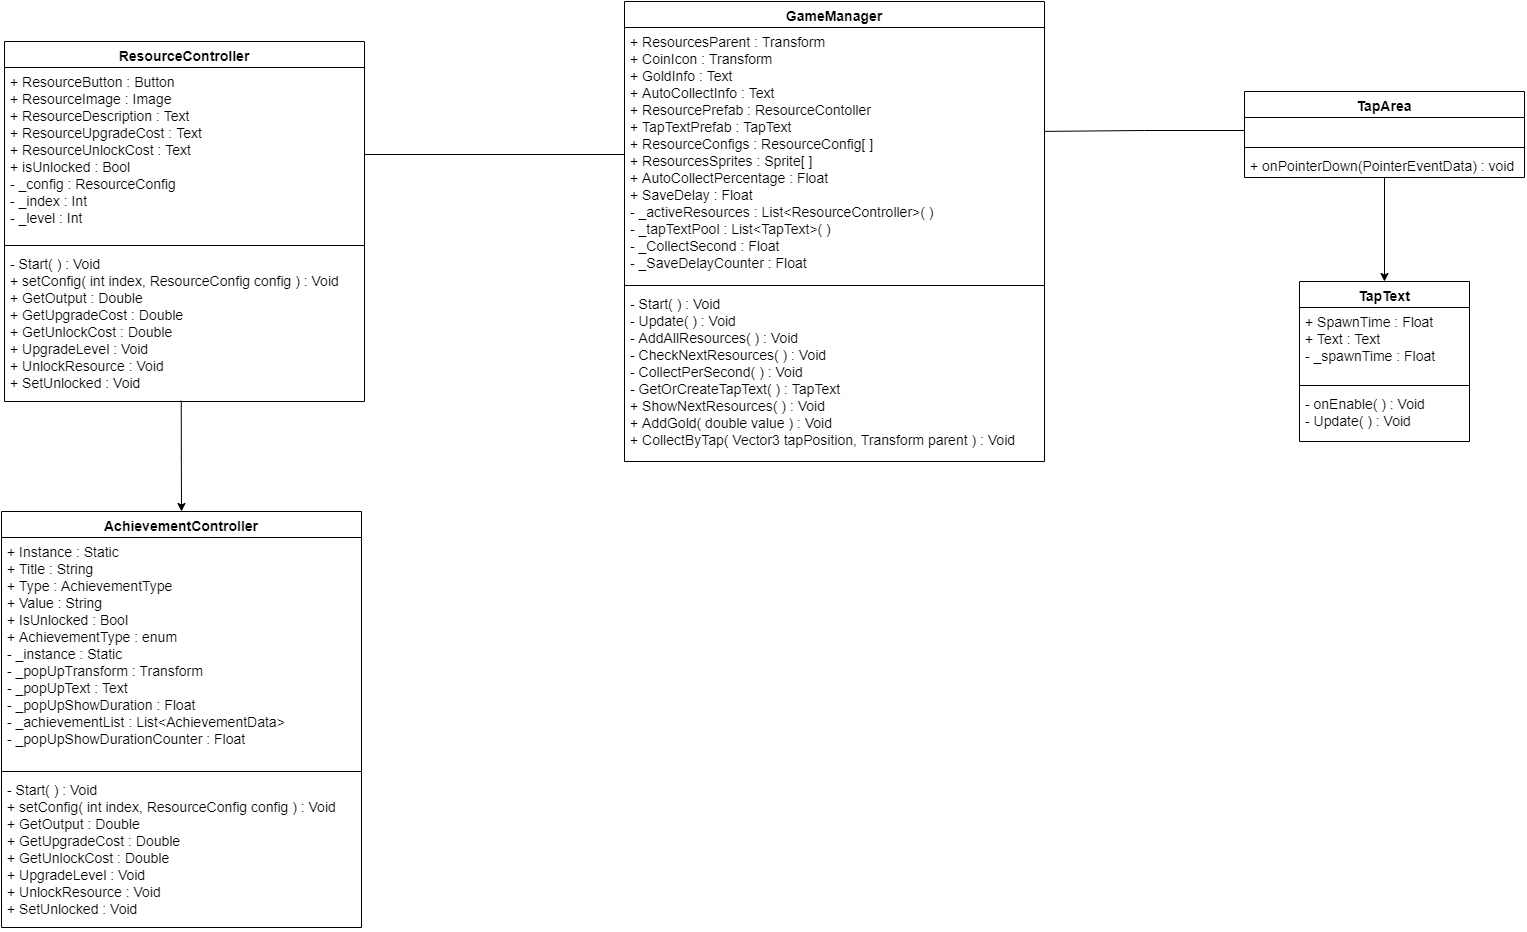 ResourceController
+ ResourceButton : Button
+ ResourceImage : Image
+ ResourceDescription : Text
+ ResourceUpgradeCost : Text
+ ResourceUnlockCost : Text
+ isUnlocked : Bool
- _config : ResourceConfig
- _index : Int
- _level : Int
- Start( ) : Void
+ setConfig( int index, ResourceConfig config ) : Void
+ GetOutput : Double
+ GetUpgradeCost : Double
+ GetUnlockCost : Double
+ UpgradeLevel : Void
+ UnlockResource : Void
+ SetUnlocked : Void
GameManager
+ ResourcesParent : Transform
+ CoinIcon : Transform
+ GoldInfo : Text
+ AutoCollectInfo : Text
+ ResourcePrefab : ResourceContoller
+ TapTextPrefab : TapText
+ ResourceConfigs : ResourceConfig[ ]
+ ResourcesSprites : Sprite[ ]
+ AutoCollectPercentage : Float
+ SaveDelay : Float
- _activeResources : List<ResourceController>( )
- _tapTextPool : List<TapText>( )
- _CollectSecond : Float
- _SaveDelayCounter : Float
- Start( ) : Void
- Update( ) : Void
- AddAllResources( ) : Void
- CheckNextResources( ) : Void
- CollectPerSecond( ) : Void
- GetOrCreateTapText( ) : TapText
+ ShowNextResources( ) : Void
+ AddGold( double value ) : Void
+ CollectByTap( Vector3 tapPosition, Transform parent ) : Void
TapArea
+ onPointerDown(PointerEventData) : void
TapText
+ SpawnTime : Float
+ Text : Text
- _spawnTime : Float
- onEnable( ) : Void
- Update( ) : Void
AchievementController
+ Instance : Static
+ Title : String
+ Type : AchievementType
+ Value : String
+ IsUnlocked : Bool
+ AchievementType : enum
- _instance : Static
- _popUpTransform : Transform
- _popUpText : Text
- _popUpShowDuration : Float
- _achievementList : List<AchievementData>
- _popUpShowDurationCounter : Float
- Start( ) : Void
+ setConfig( int index, ResourceConfig config ) : Void
+ GetOutput : Double
+ GetUpgradeCost : Double
+ GetUnlockCost : Double
+ UpgradeLevel : Void
+ UnlockResource : Void
+ SetUnlocked : Void